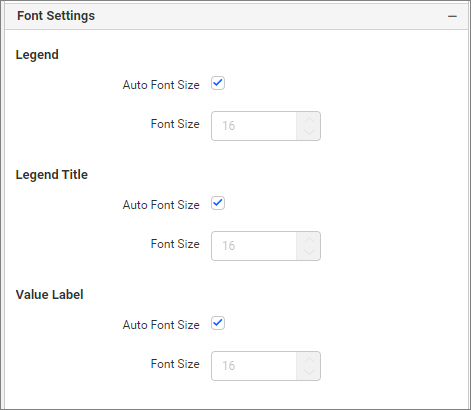 Font Settings
Legend
Auto Font Size
Font Size 16
Legend Title
Auto Font Size
Font Size 16
Value Label
Auto Font Size
Font Size 16